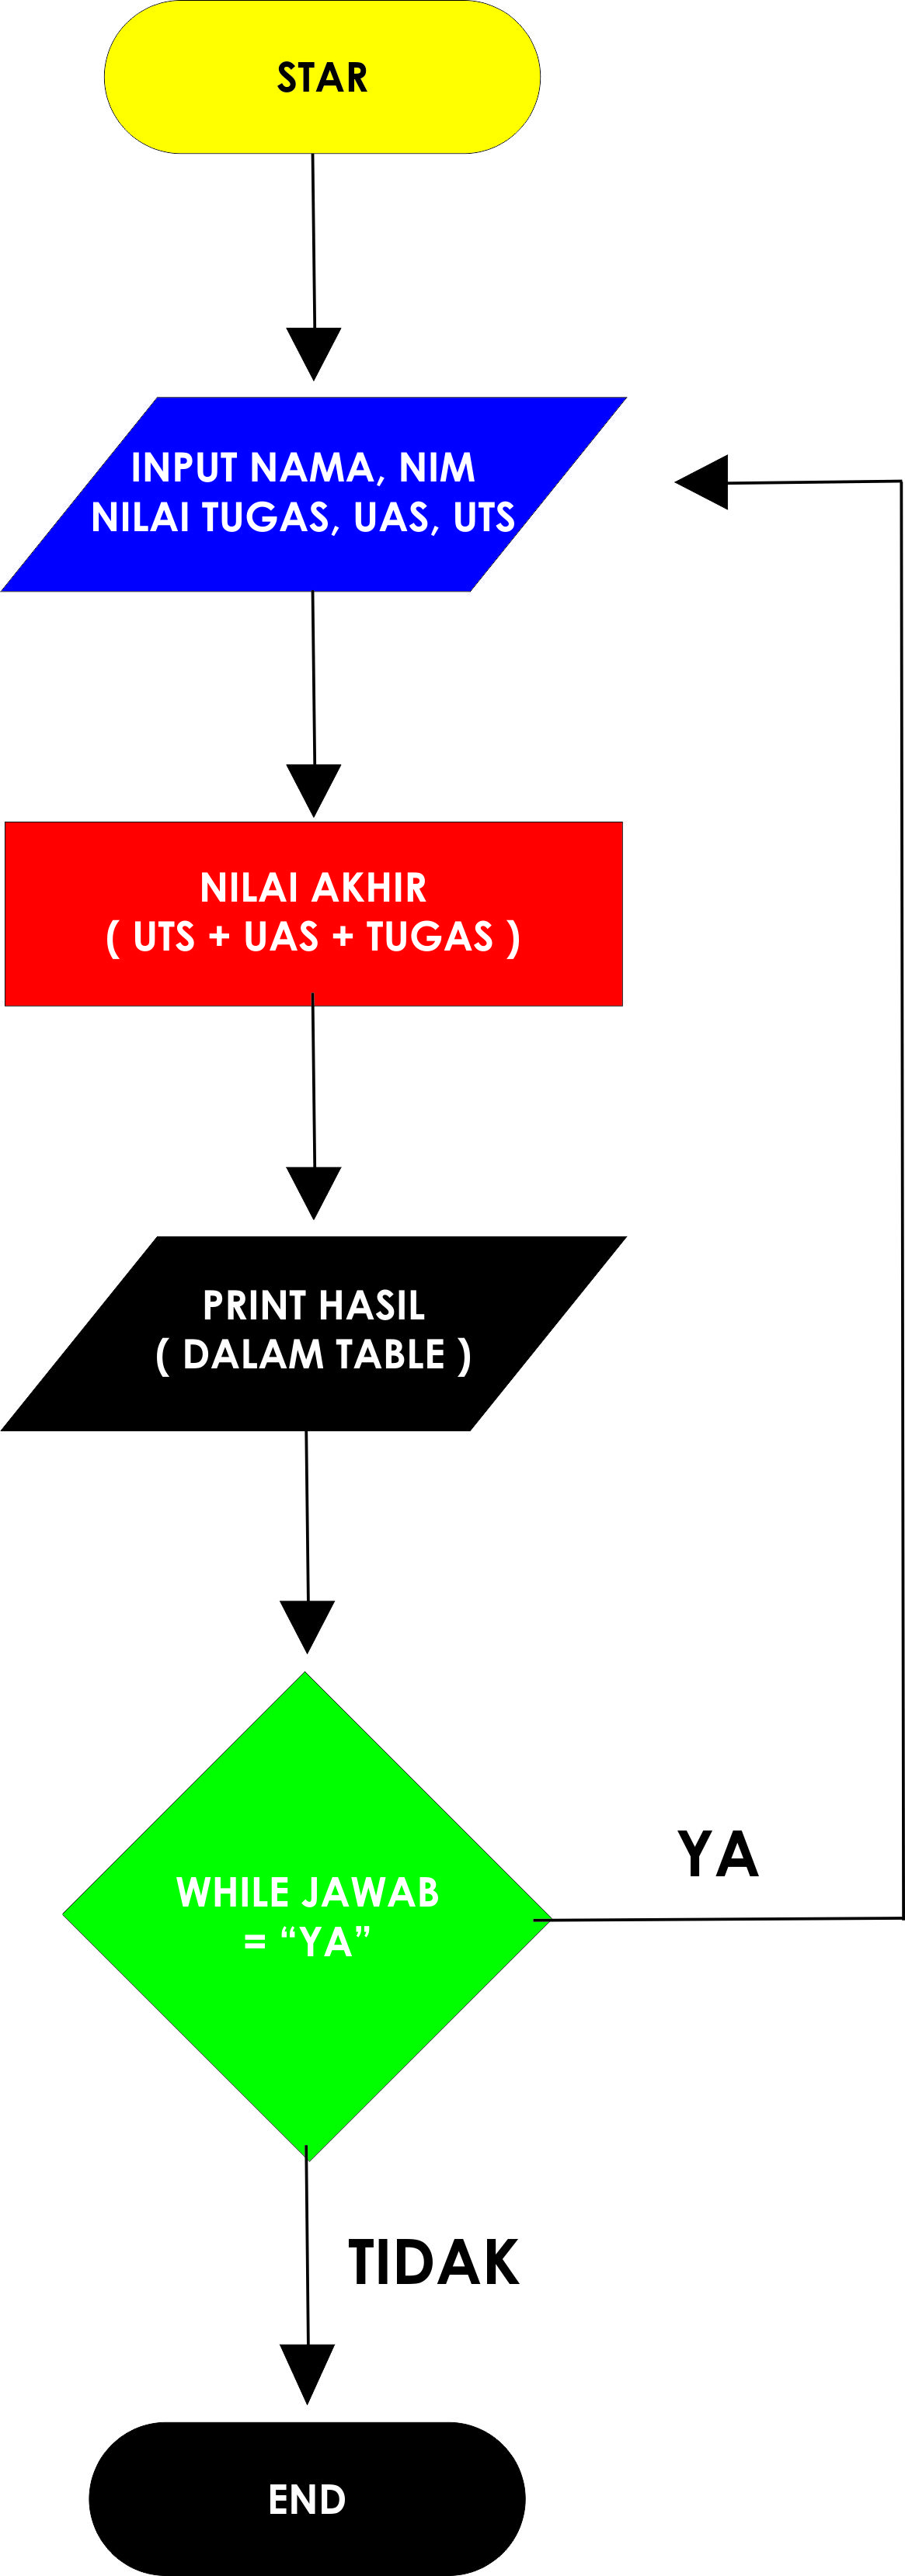 STAR
INPUT NAMA, NIM
NILAI TUGAS, UAS, UTS
NILAI AKHIR
( UTS + UAS + TUGAS )
PRINT HASIL
( DALAM TABLE )
WHILE JAWAB
= “YA”
YA
TIDAK
END